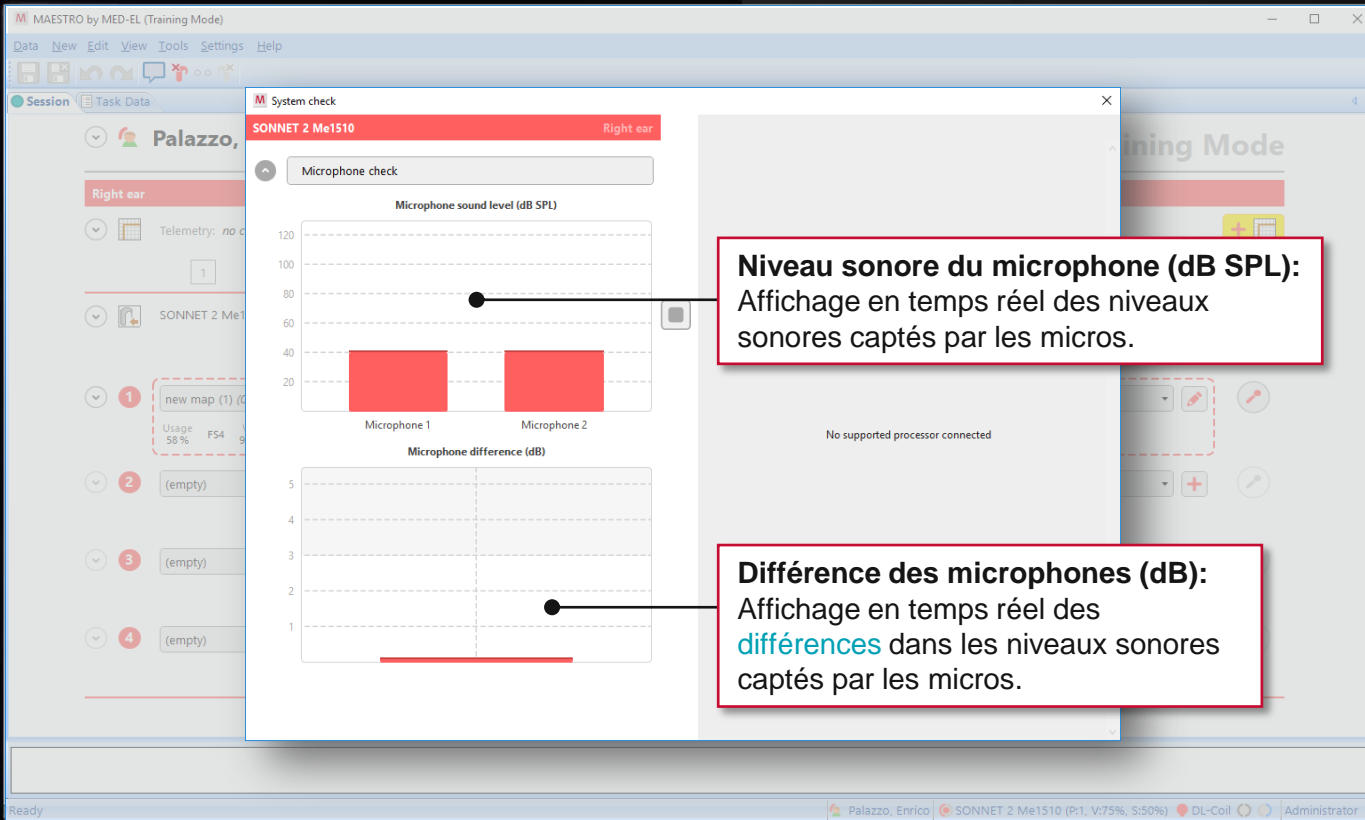 MAESTRO by MED-EL (Training Mode)
Data New Edit View Tools Settings Help
Session Task Data
System check
Palazzo,
ining Mode
SONNET 2 Me1510 Right ear
Right ear
Microphone check
Telemetry: no c
1
Microphone sound level (dB SPL)
120
100
80
60
40
20
Microphone 1 Microphone 2
Niveau sonore du microphone (dB SPL):
Affichage en temps réel des niveaux
sonores captés par les micros.
SONNET 2 Me1
1 new map (1)
Usage
58 % FS4 9
No supported processor connected
Microphone difference (dB)
5
4
3
2
1
2 (empty)
3 (empty)
4 (empty)
Différence des microphones (dB):
Affichage en temps réel des
différences dans les niveaux sonores
captés par les micros.
Ready Palazzo, Enrico SONNET 2 Me1510 (P:1, V:75%, S:50%) DL-Coil Administrator